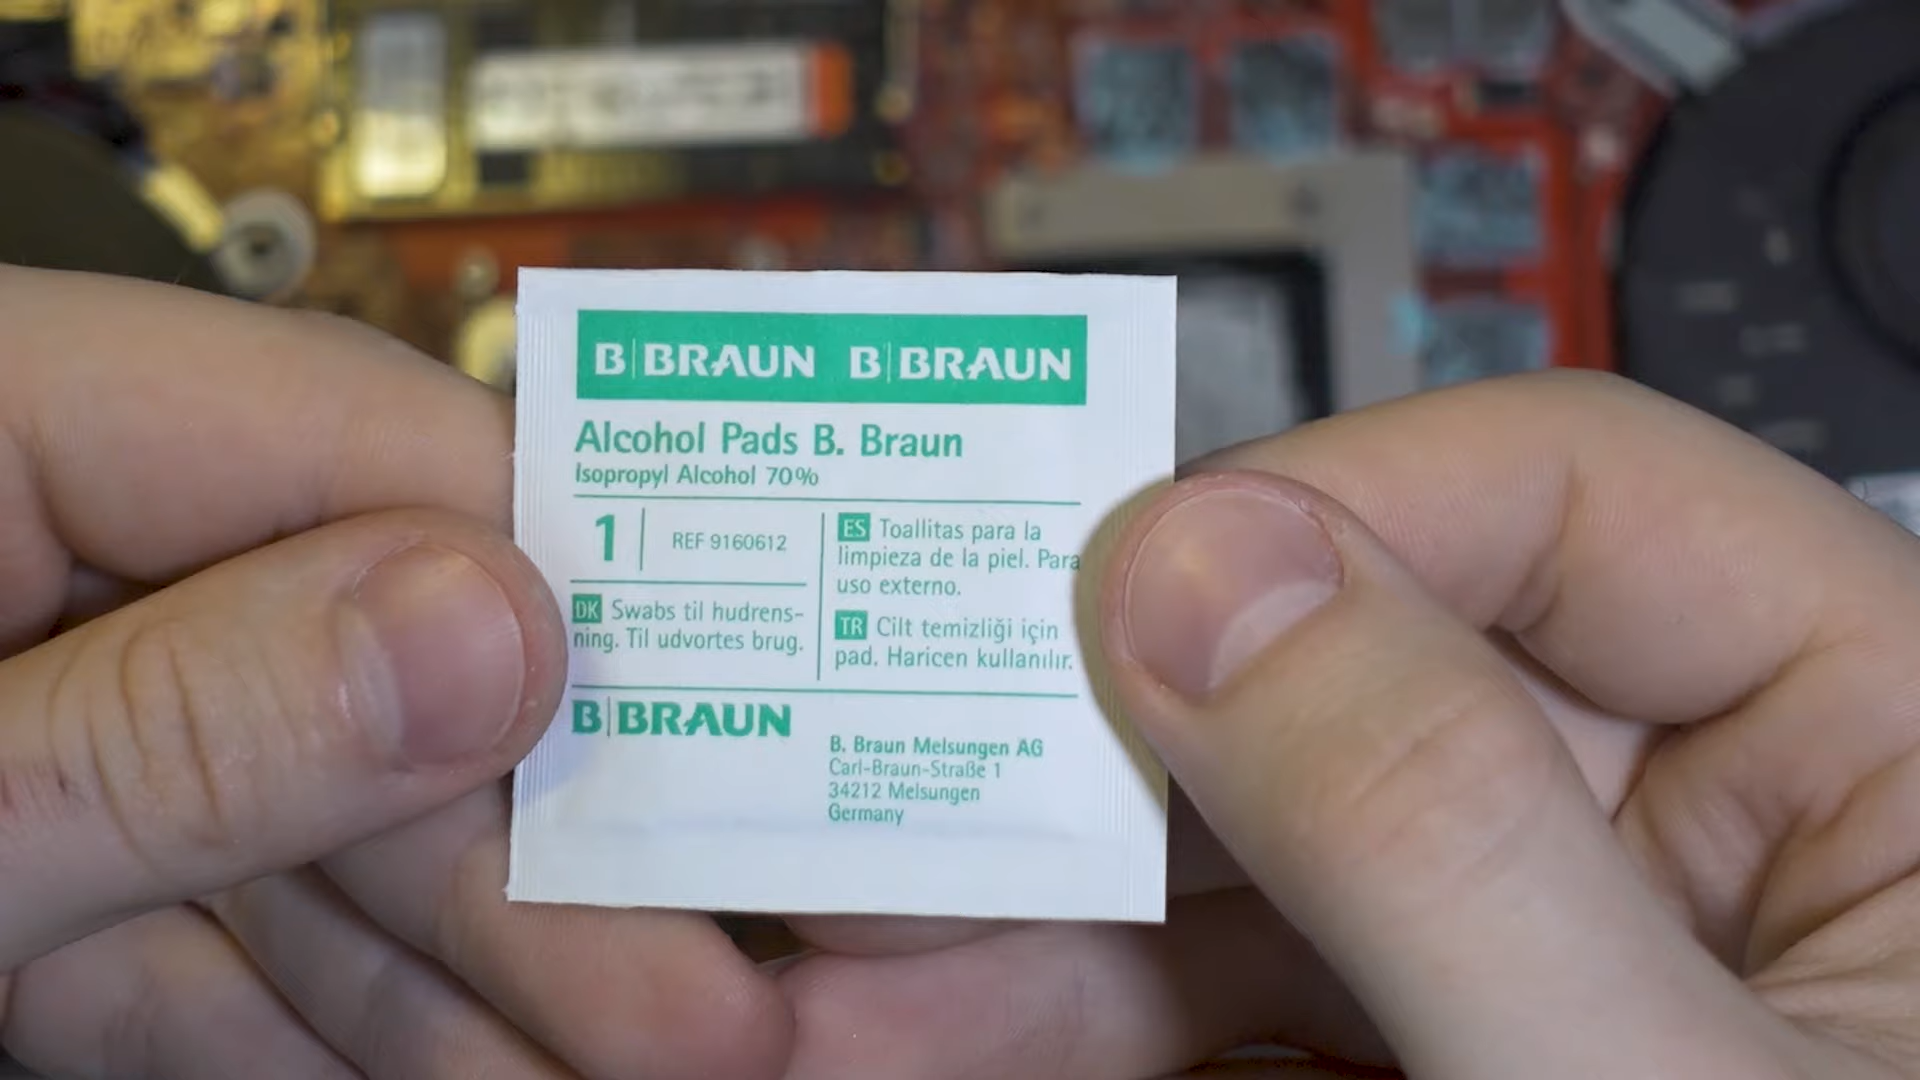 B|BRAUN B|BRAUN
Alcohol Pads B. Braun
Isopropyl Alcohol 70%
1 REF 9160612
DK Swabs til hudrens-
ning. Til udvortes brug.
ES Toallitas para la
limpieza de la piel. Para
uso externo.
TR Cilt temizliği için
pad. Haricen kullanılır.
B|BRAUN
B. Braun Melsungen AG
Carl-Braun-Straße 1
34212 Melsungen
Germany